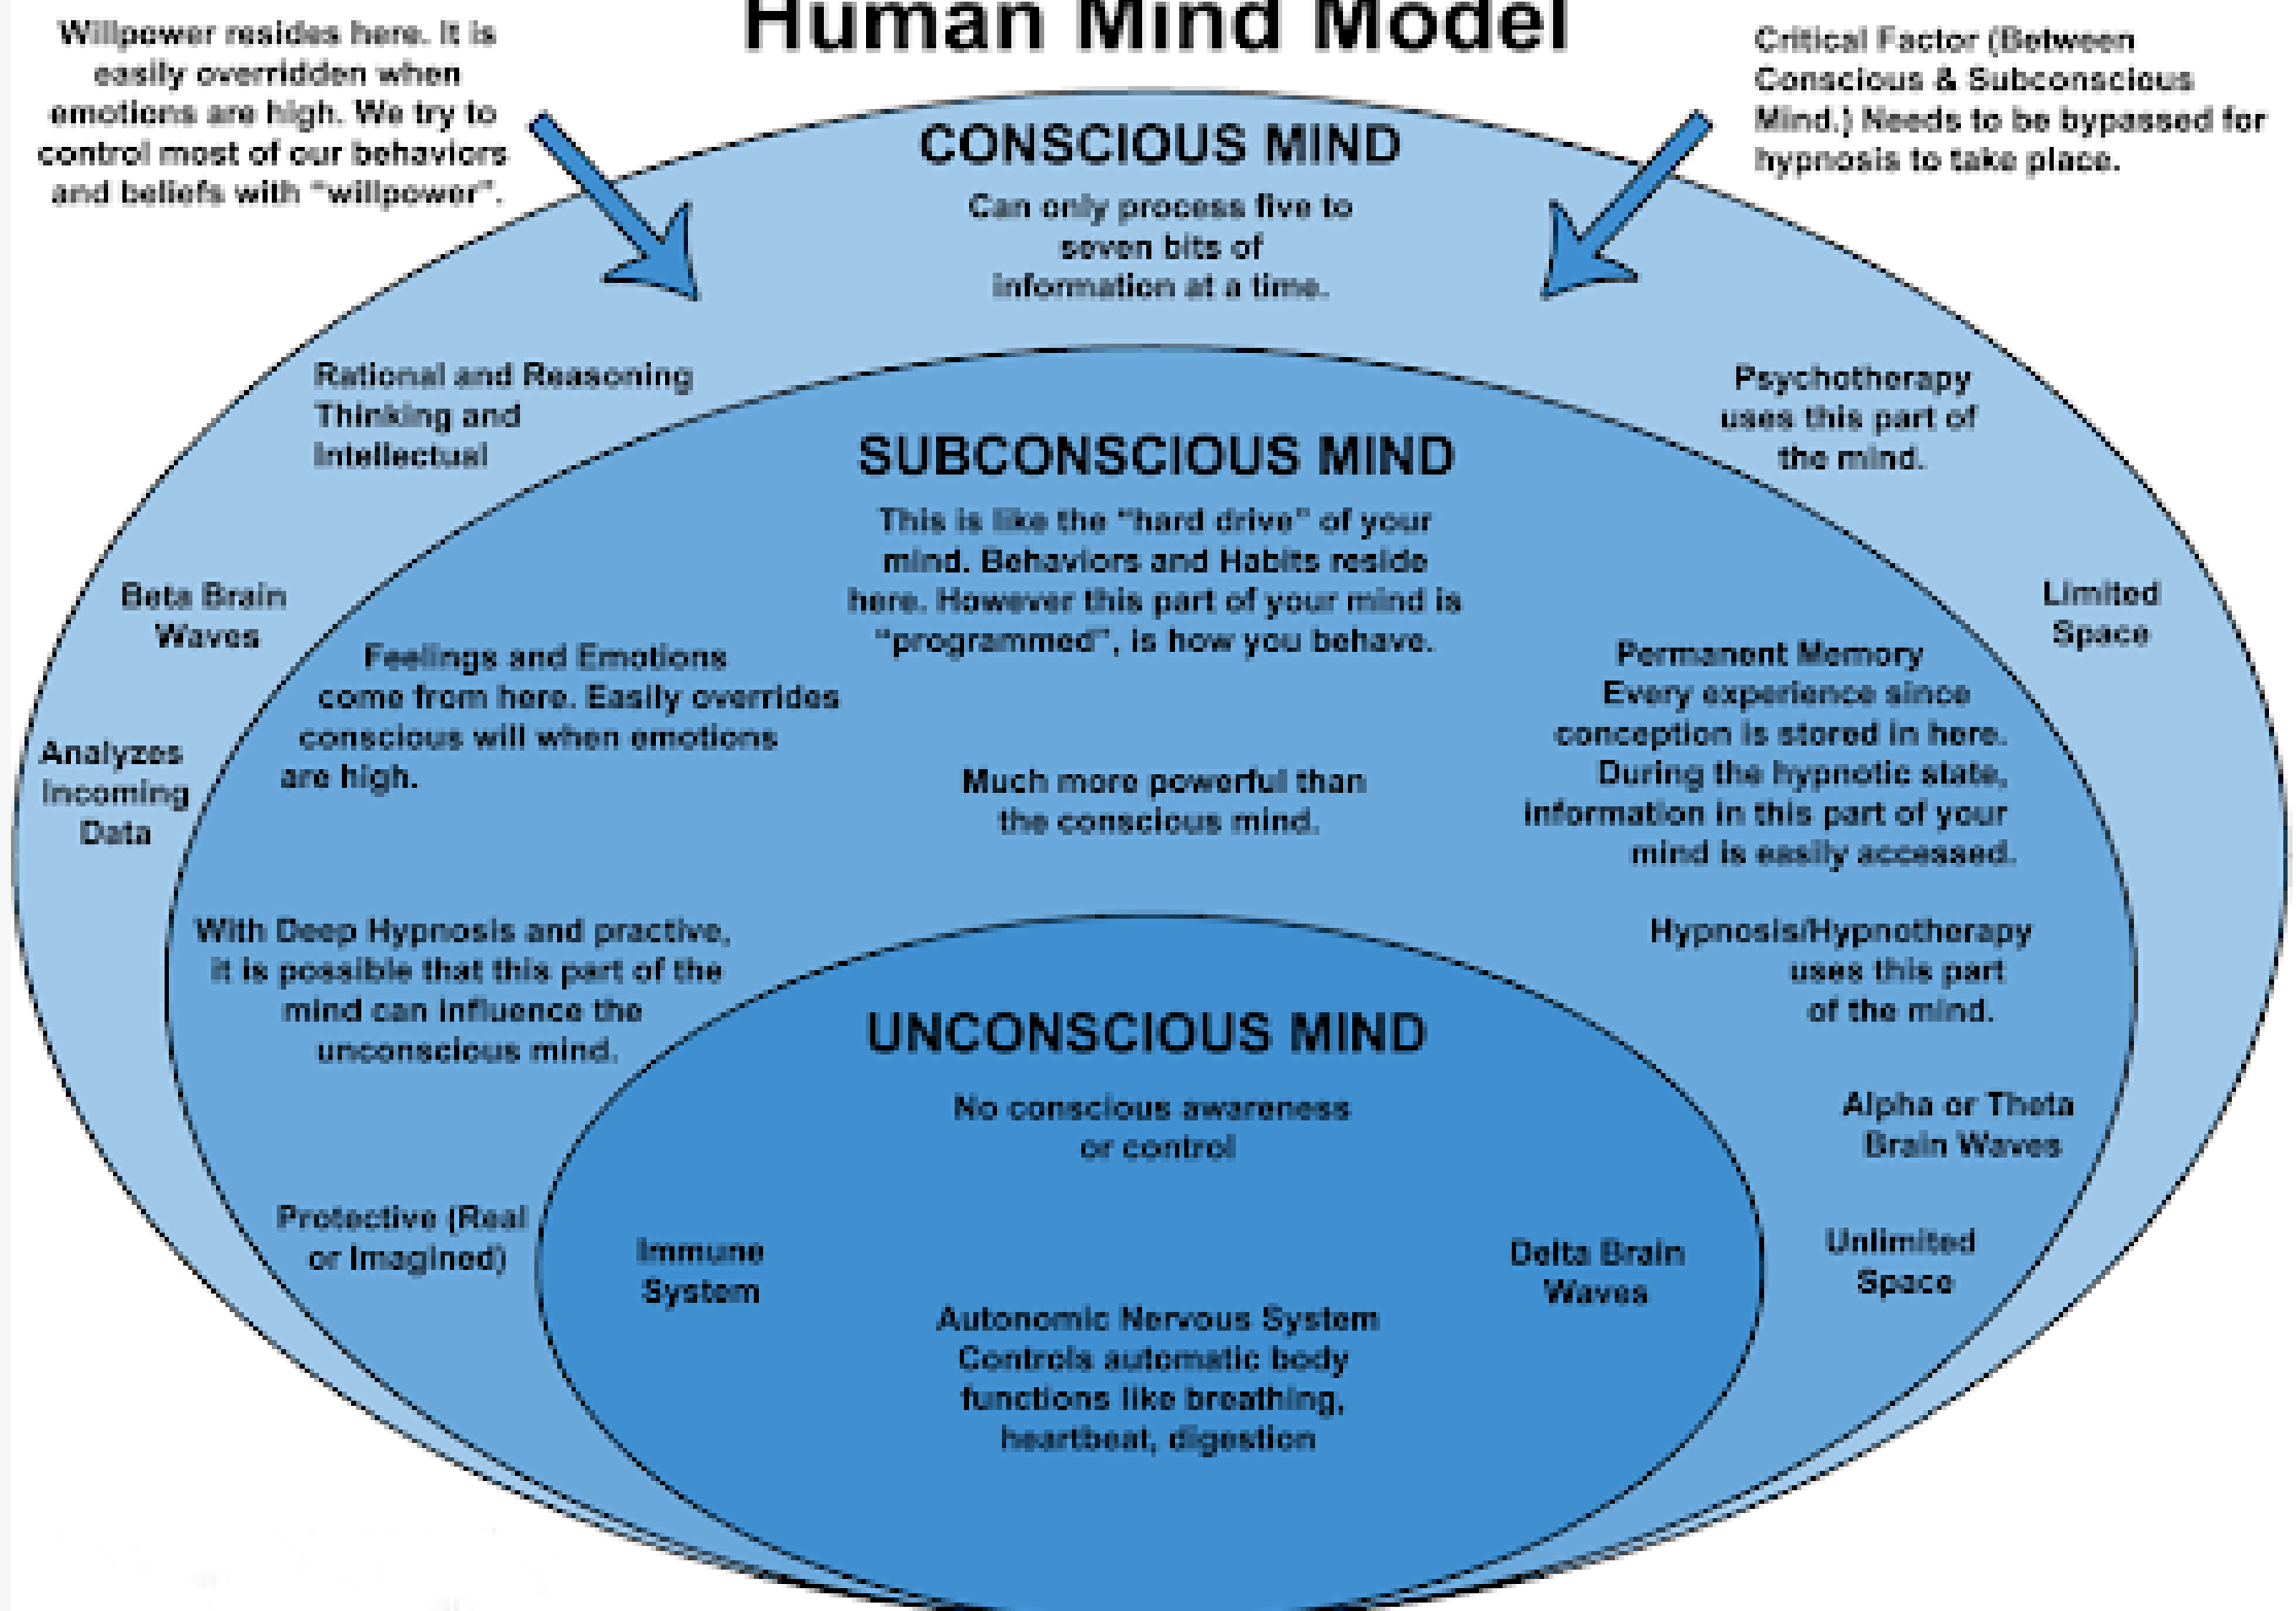 Human Mind Model
Willpower resides here. It is
easily overridden when
emotions are high. We try to
control most of our behaviors
and beliefs with "willpower".
Critical Factor (Between
Conscious & Subconscious
Mind.) Needs to be bypassed for
hypnosis to take place.
CONSCIOUS MIND
Can only process five to
seven bits of
information at a time.
Rational and Reasoning
Thinking and
Intellectual
Psychotherapy
uses this part of
the mind.
Beta Brain
Waves
Limited
Space
Analyzes
Incoming
Data
SUBCONSCIOUS MIND
This is like the "hard drive" of your
mind. Behaviors and Habits reside
here. However this part of your mind is
"programmed", is how you behave.
Feelings and Emotions
come from here. Easily overrides
conscious will when emotions
are high.
Much more powerful than
the conscious mind.
Permanent Memory
Every experience since
conception is stored in here.
During the hypnotic state,
information in this part of your
mind is easily accessed.
With Deep Hypnosis and practive,
it is possible that this part of the
mind can influence the
unconscious mind.
Hypnosis/Hypnotherapy
uses this part
of the mind.
Alpha or Theta
Brain Waves
Protective (Real
or Imagined)
Unlimited
Space
UNCONSCIOUS MIND
No conscious awareness
or control
Immune
System
Delta Brain
Waves
Autonomic Nervous System
Controls automatic body
functions like breathing,
heartbeat, digestion